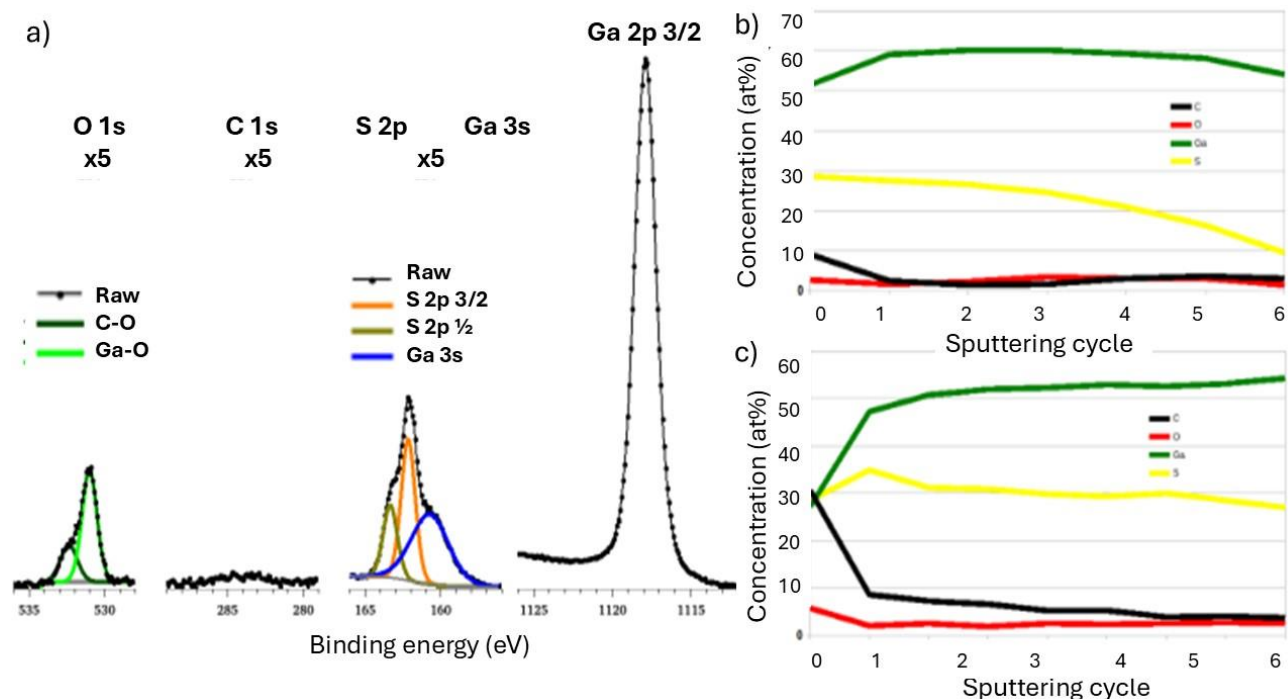 a)
Ga 2p 3/2
O 1s
x5
C 1s
x5
S 2p
Ga 3s
x5
Raw
C-O
Ga-O
Raw
S 2p 3/2
S 2p ½
Ga 3s
535
530
285
280
165
160
1125
1120
1115
Binding energy (eV)
b)
Concentration (at%)
70
60
50
40
30
20
10
0
C
O
Ga
S
0 1 2 3 4 5 6
Sputtering cycle
c)
Concentration (at%)
60
50
40
30
20
10
0
C
O
Ga
S
0 1 2 3 4 5 6
Sputtering cycle